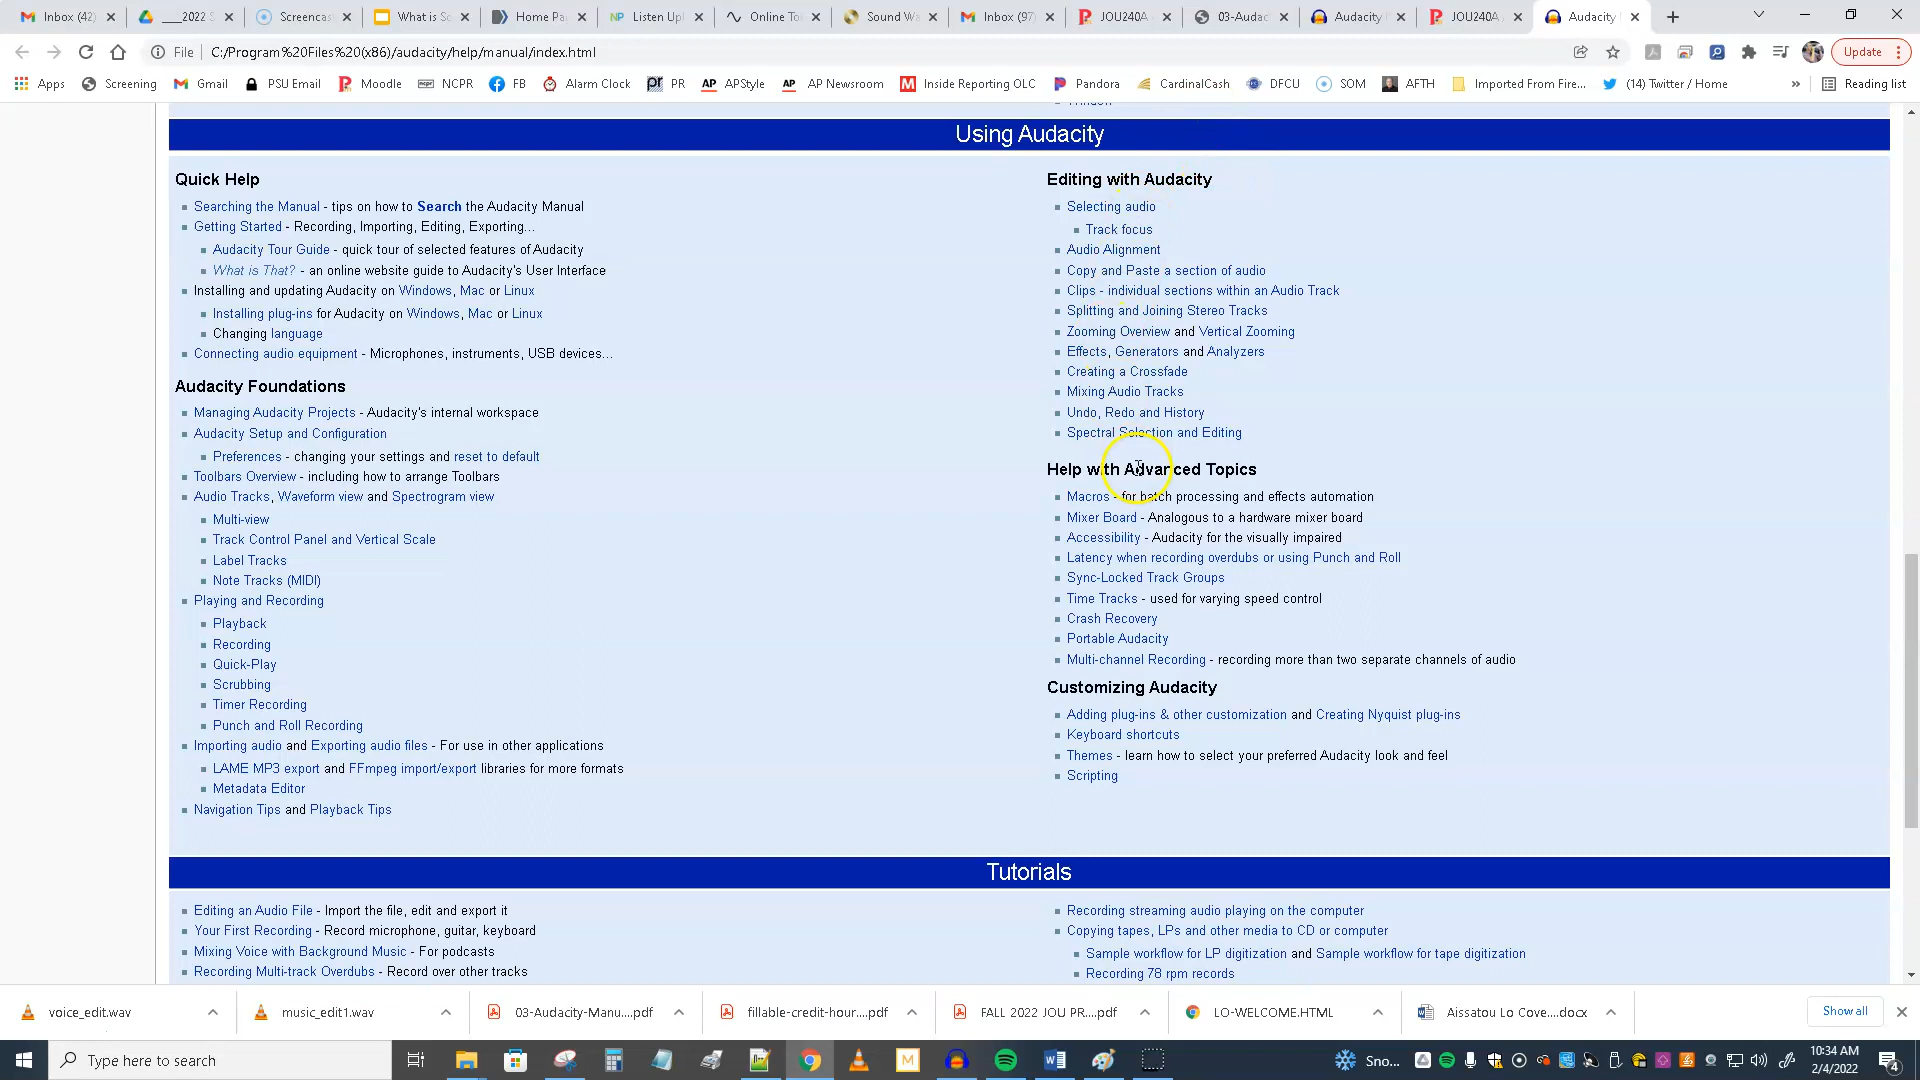 Inbox (42)
____2022 S
Screencas
What is Sc
Home Pa
Listen Up!
Online To
Sound Wa
Inbox (97)
JOU240A
03-Audac
Audacity
JOU240A
Audacity
File
C:/Program%20Files%20(x86)/audacity/help/manual/index.html
Update
Apps
Screening
Gmail
PSU Email
Moodle
NCPR
FB
Alarm Clock
PR
APStyle
AP Newsroom
Inside Reporting OLC
Pandora
CardinalCash
DFCU
SOM
AFTH
Imported From Fire...
(14) Twitter / Home
»
Reading list
Using Audacity
Quick Help
Searching the Manual - tips on how to Search the Audacity Manual
Getting Started - Recording, Importing, Editing, Exporting...
Audacity Tour Guide - quick tour of selected features of Audacity
What is That? - an online website guide to Audacity's User Interface
Installing and updating Audacity on Windows, Mac or Linux
Installing plug-ins for Audacity on Windows, Mac or Linux
Changing language
Connecting audio equipment - Microphones, instruments, USB devices...
Audacity Foundations
Managing Audacity Projects - Audacity's internal workspace
Audacity Setup and Configuration
Preferences - changing your settings and reset to default
Toolbars Overview - including how to arrange Toolbars
Audio Tracks, Waveform view and Spectrogram view
Multi-view
Track Control Panel and Vertical Scale
Label Tracks
Note Tracks (MIDI)
Playing and Recording
Playback
Recording
Quick-Play
Scrubbing
Timer Recording
Punch and Roll Recording
Importing audio and Exporting audio files - For use in other applications
LAME MP3 export and FFmpeg import/export libraries for more formats
Metadata Editor
Navigation Tips and Playback Tips
Editing with Audacity
Selecting audio
Track focus
Audio Alignment
Copy and Paste a section of audio
Clips - individual sections within an Audio Track
Splitting and Joining Stereo Tracks
Zooming Overview and Vertical Zooming
Effects, Generators and Analyzers
Creating a Crossfade
Mixing Audio Tracks
Undo, Redo and History
Spectral Selection and Editing
Help with Advanced Topics
Macros - for batch processing and effects automation
Mixer Board - Analogous to a hardware mixer board
Accessibility - Audacity for the visually impaired
Latency when recording overdubs or using Punch and Roll
Sync-Locked Track Groups
Time Tracks - used for varying speed control
Crash Recovery
Portable Audacity
Multi-channel Recording - recording more than two separate channels of audio
Customizing Audacity
Adding plug-ins & other customization and Creating Nyquist plug-ins
Keyboard shortcuts
Themes - learn how to select your preferred Audacity look and feel
Scripting
Tutorials
Editing an Audio File - Import the file, edit and export it
Your First Recording - Record microphone, guitar, keyboard
Mixing Voice with Background Music - For podcasts
Recording Multi-track Overdubs - Record over other tracks
Recording streaming audio playing on the computer
Copying tapes, LPs and other media to CD or computer
Sample workflow for LP digitization and Sample workflow for tape digitization
Recording 78 rpm records
voice_edit.wav
music_edit1.wav
03-Audacity-Manu....pdf
fillable-credit-hour....pdf
FALL 2022 JOU PR....pdf
LO-WELCOME.HTML
Aissatou Lo Cove....docx
Show all
Type here to search
Sno...
10:34 AM
2/4/2022
4